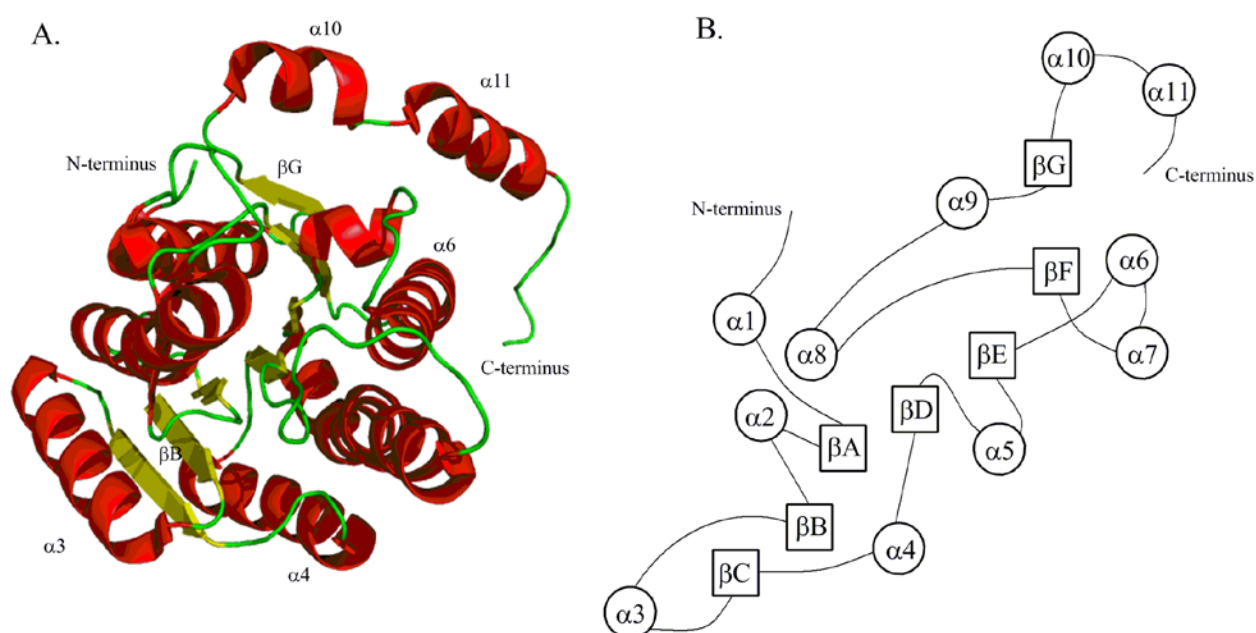 A.
α10
α11
N-terminus
βG
α6
C-terminus
βB
α3
α4
B.
α10
α11
βG
C-terminus
α9
N-terminus
βF
α6
α1
α8
βE
α7
βD
α2
βA
α5
βB
α4
βC
α3